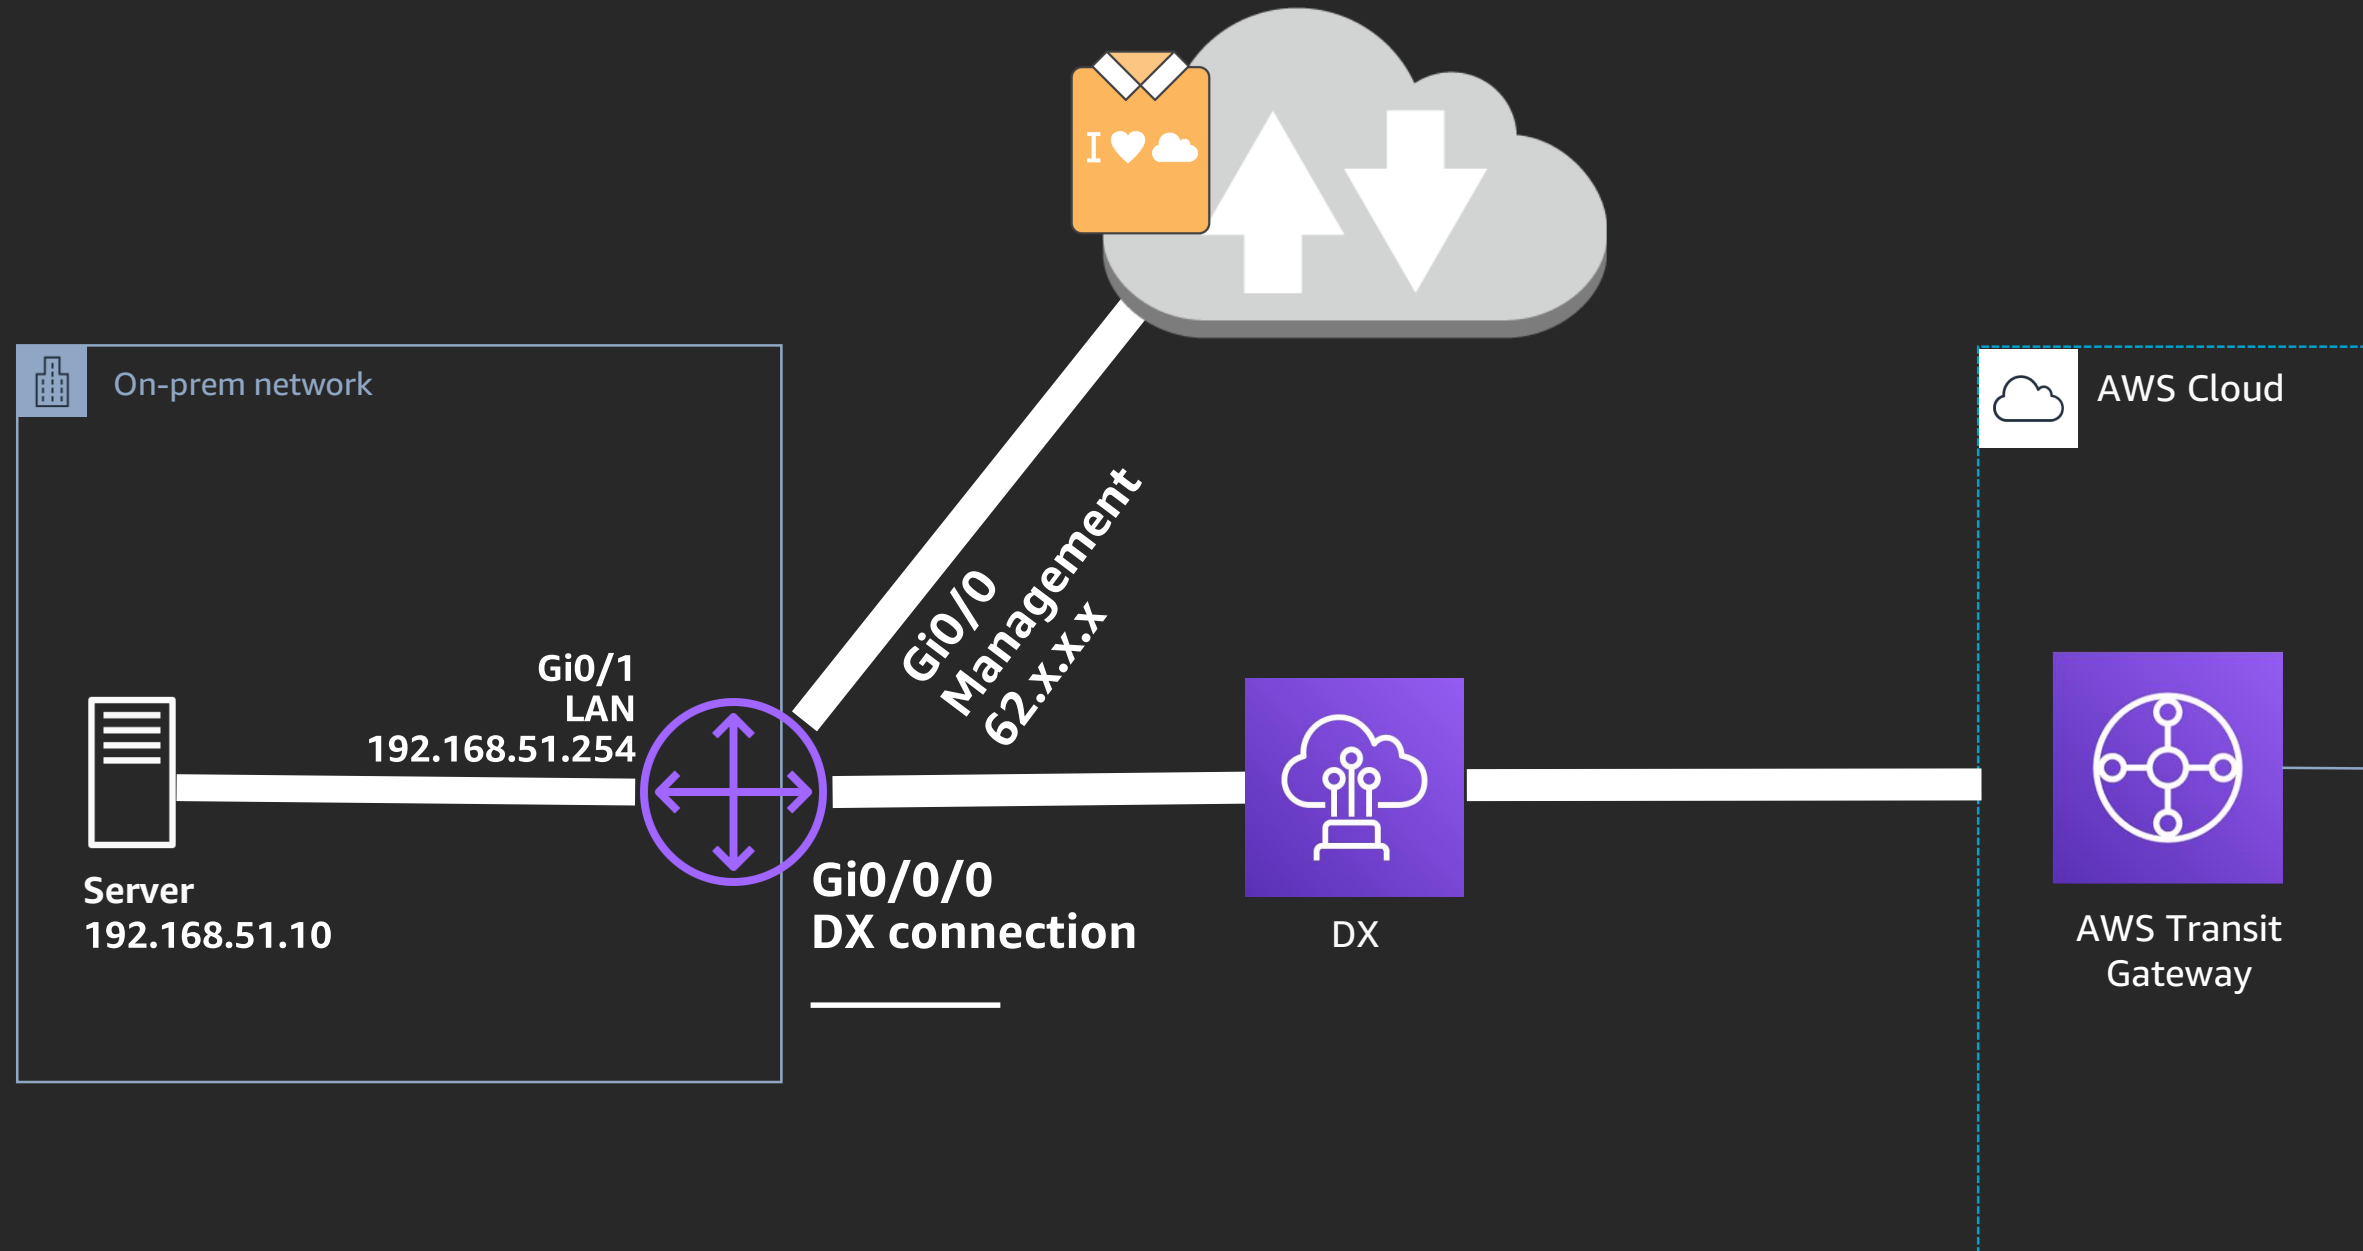 I
On-prem network
AWS Cloud
Gi0/0
Management
62.x.x.x
Gi0/1
LAN
192.168.51.254
Server
192.168.51.10
Gi0/0/0
DX connection
DX
AWS Transit
Gateway